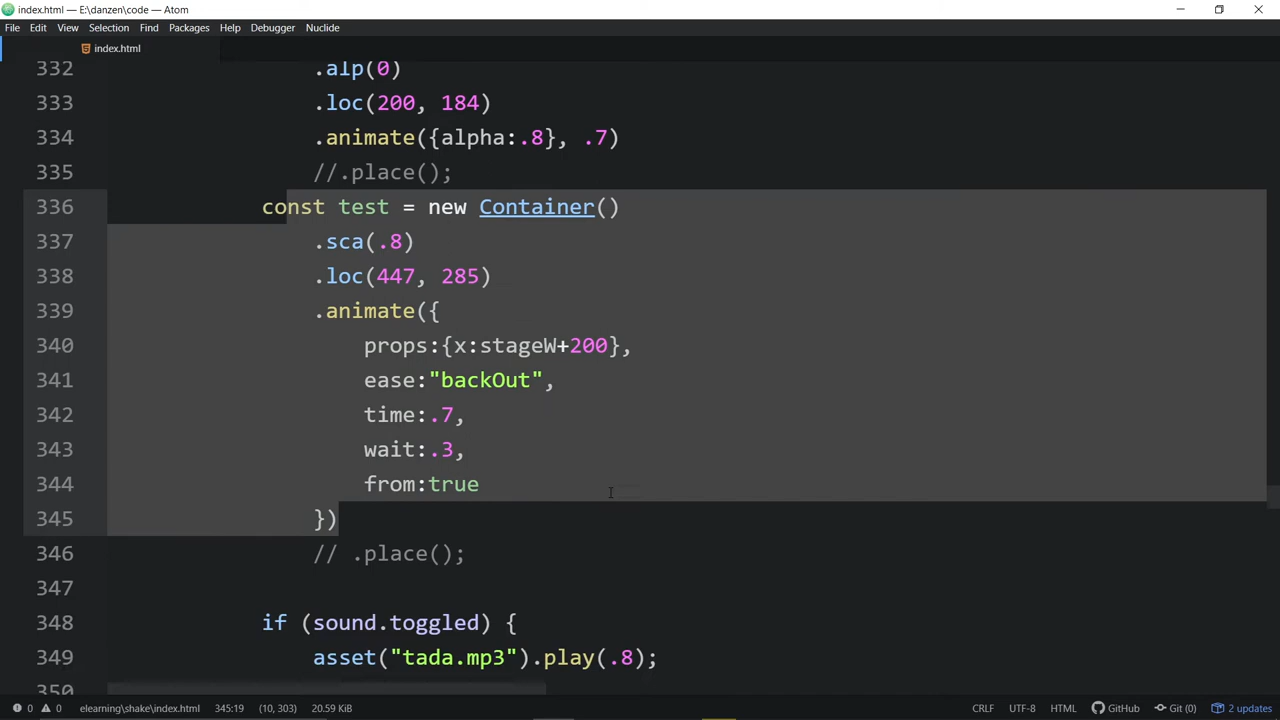 index.html — E:\danzen\code — Atom
File Edit View Selection Find Packages Help Debugger Nuclide
index.html
332 .alp(0)
333 .loc(200, 184)
334 .animate({alpha:.8}, .7)
335 //.place();
336 const test = new Container()
337 .sca(.8)
338 .loc(447, 285)
339 .animate({
340 props:{x:stageW+200},
341 ease:"backOut",
342 time:.7,
343 wait:.3,
344 from:true
345 })
346 // .place();
347
348 if (sound.toggled) {
349 asset("tada.mp3").play(.8);
350
0 0 elearning\shake\index.html 345:19 (10, 303) 20.59 KiB CRLF UTF-8 HTML GitHub Git (0) 2 updates